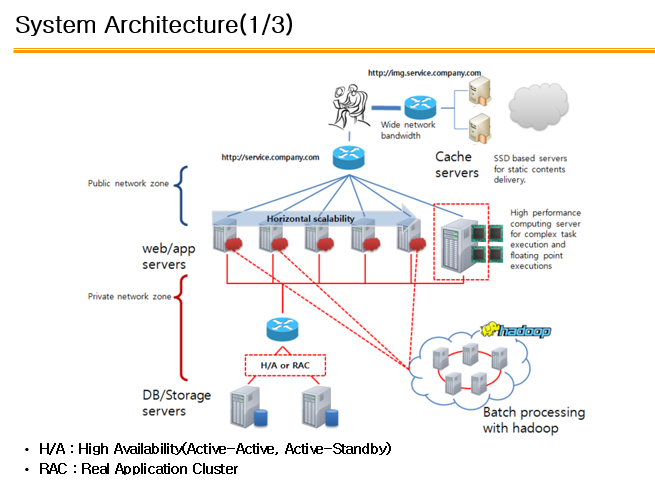 System Architecture(1/3)
http://img.service.company.com
Wide network
bandwidth
Cache
servers
SSD based servers
for static contents
delivery.
http://service.company.com
Public network zone
Horizontal scalability
High performance
computing server
for complex task
execution and
floating point
executions
web/app
servers
Private network zone
hadoop
H/A or RAC
DB/Storage
servers
Batch processing
with hadoop
• H/A : High Availability(Active-Active, Active-Standby)
• RAC : Real Application Cluster